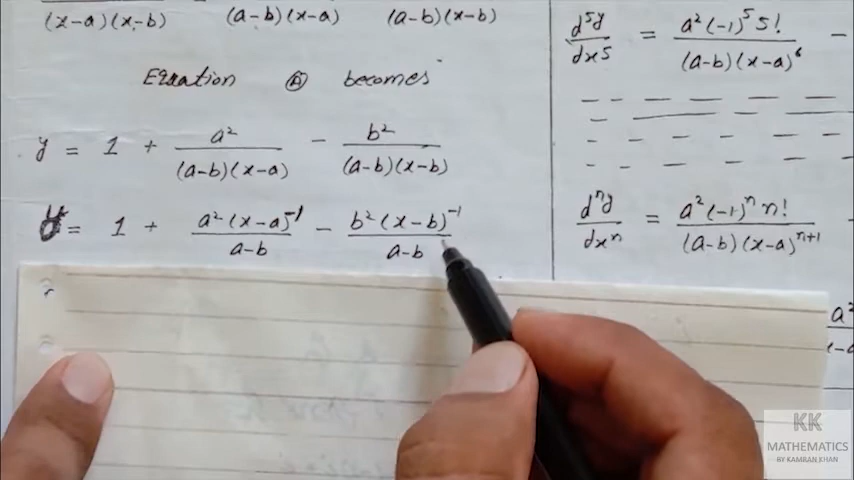 (x-a)(x-b) (a-b)(x-a) (a-b)(x-b)
Equation becomes
y = 1 + a²/(a-b)(x-a) - b²/(a-b)(x-b)
y = 1 + a²(x-a)⁻¹/a-b - b²(x-b)⁻¹/a-b
d⁵y/dx⁵ = a²(-1)⁵5!/(a-b)(x-a)⁶ -
dⁿy/dxⁿ = a²(-1)ⁿn!/(a-b)(x-a)ⁿ⁺¹ -
a²
KK
MATHEMATICS
BY KAMRAN KHAN